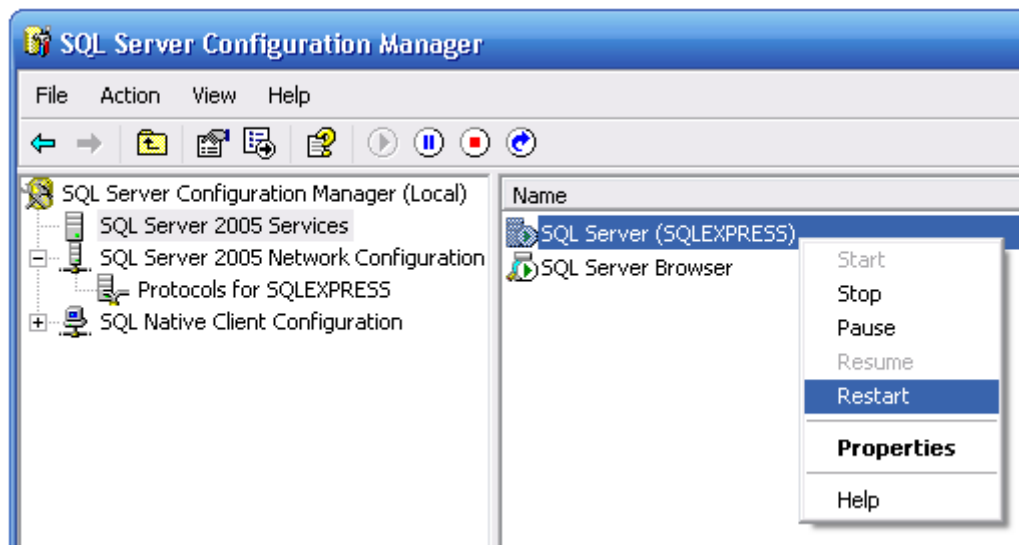 SQL Server Configuration Manager
File Action View Help
SQL Server Configuration Manager (Local)
SQL Server 2005 Services
SQL Server 2005 Network Configuration
Protocols for SQLEXPRESS
SQL Native Client Configuration
Name
SQL Server (SQLEXPRESS)
SQL Server Browser
Start
Stop
Pause
Resume
Restart
Properties
Help